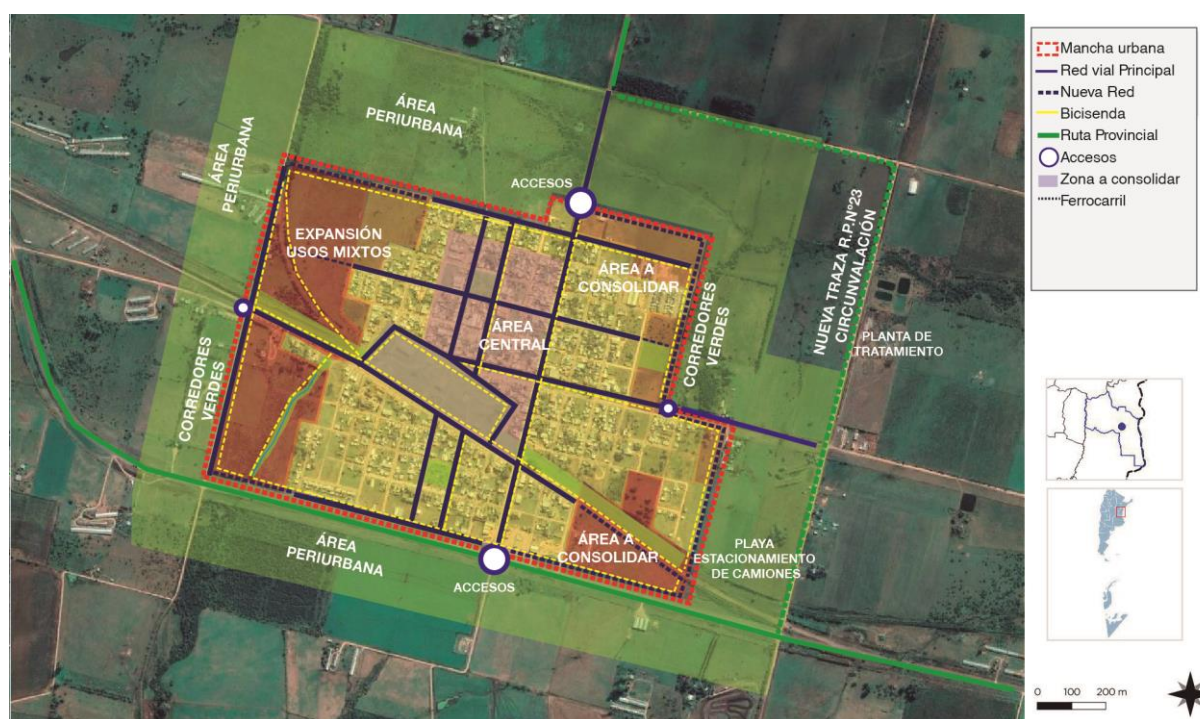 ÁREA
PERIURBANA
ÁREA
PERIURBANA
ACCESOS
EXPANSIÓN
USOS MIXTOS
ÁREA A
CONSOLIDAR
ÁREA
CENTRAL
CORREDORES
VERDES
NUEVA TRAZA R.P.Nº23
CIRCUNVALACIÓN
PLANTA DE
TRATAMIENTO
CORREDORES
VERDES
ÁREA
PERIURBANA
ACCESOS
ÁREA A
CONSOLIDAR
PLAYA
ESTACIONAMIENTO
DE CAMIONES
Mancha urbana
Red vial Principal
Nueva Red
Bicisenda
Ruta Provincial
Accesos
Zona a consolidar
Ferrocarril
0 100 200 m